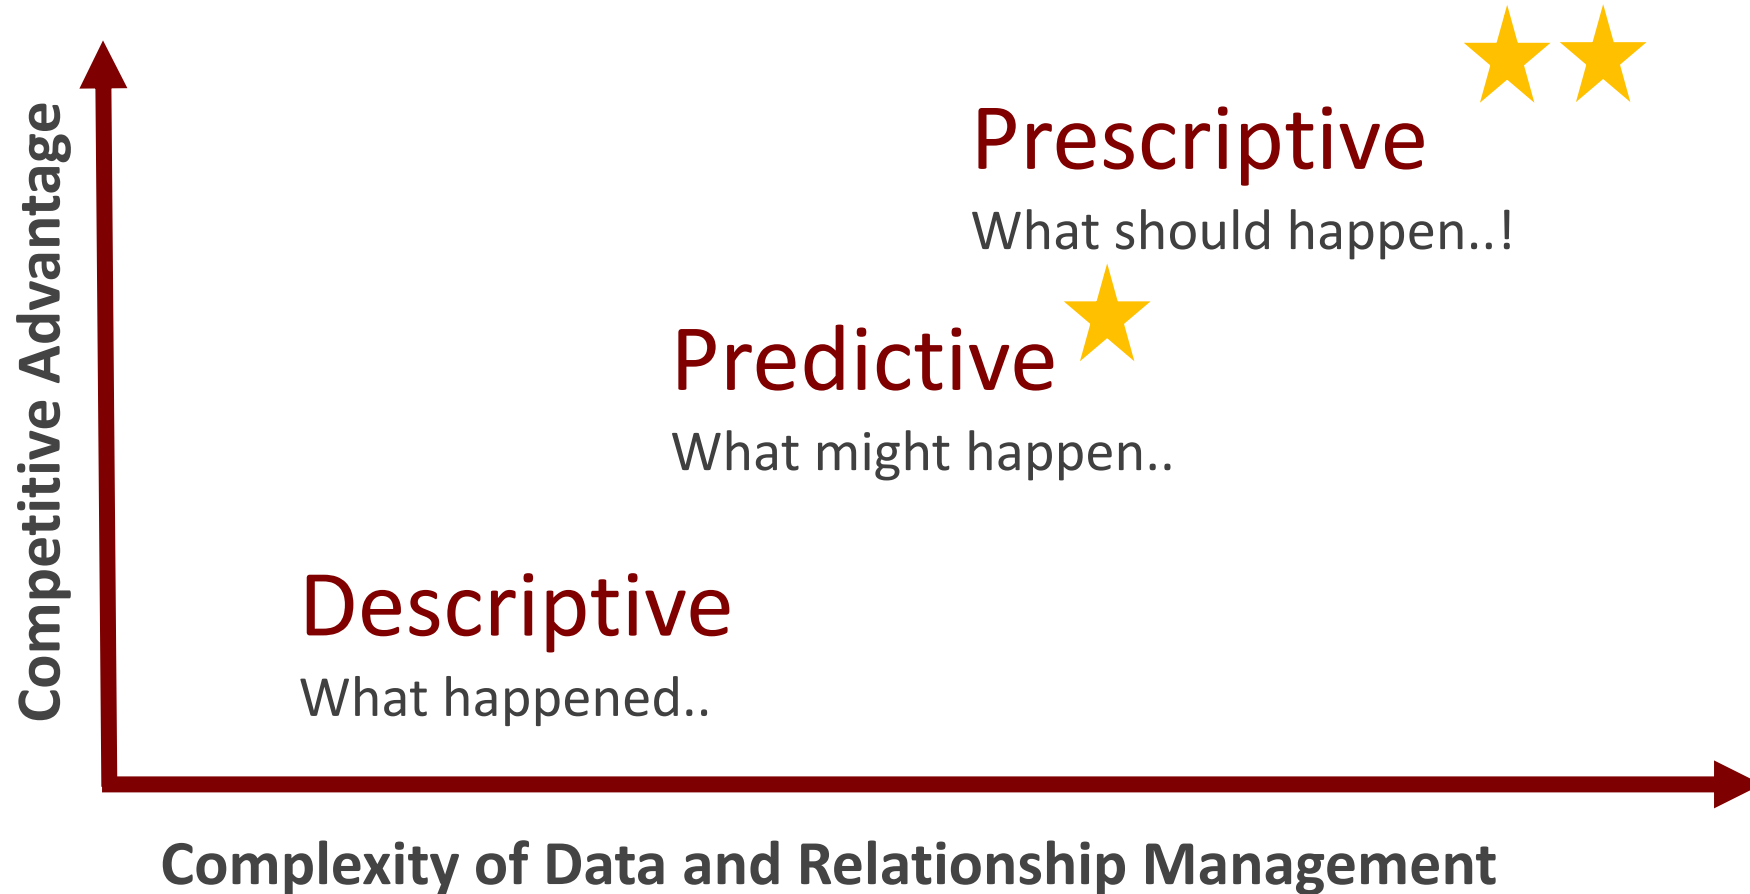 Competitive Advantage
Prescriptive
What should happen..!
Predictive
What might happen..
Descriptive
What happened..
Complexity of Data and Relationship Management